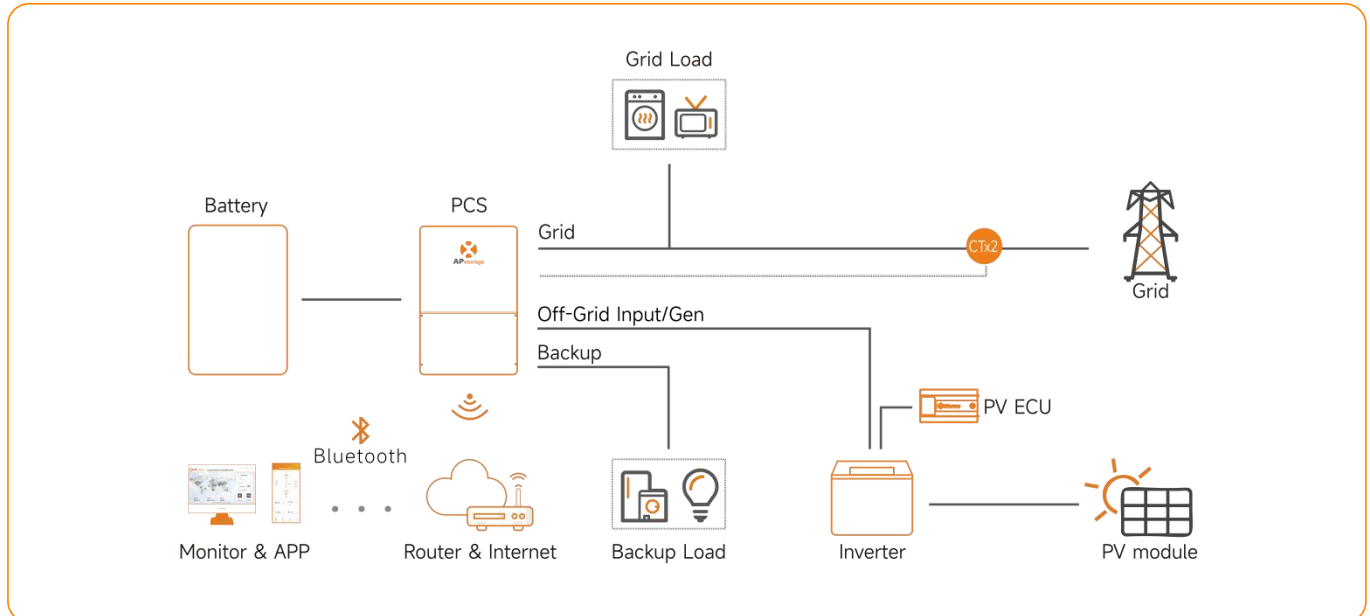 Grid Load
Battery
PCS
APstorage
Grid
CTx2
Grid
Off-Grid Input/Gen
Backup
PV ECU
Bluetooth
Monitor & APP
Router & Internet
Backup Load
Inverter
PV module